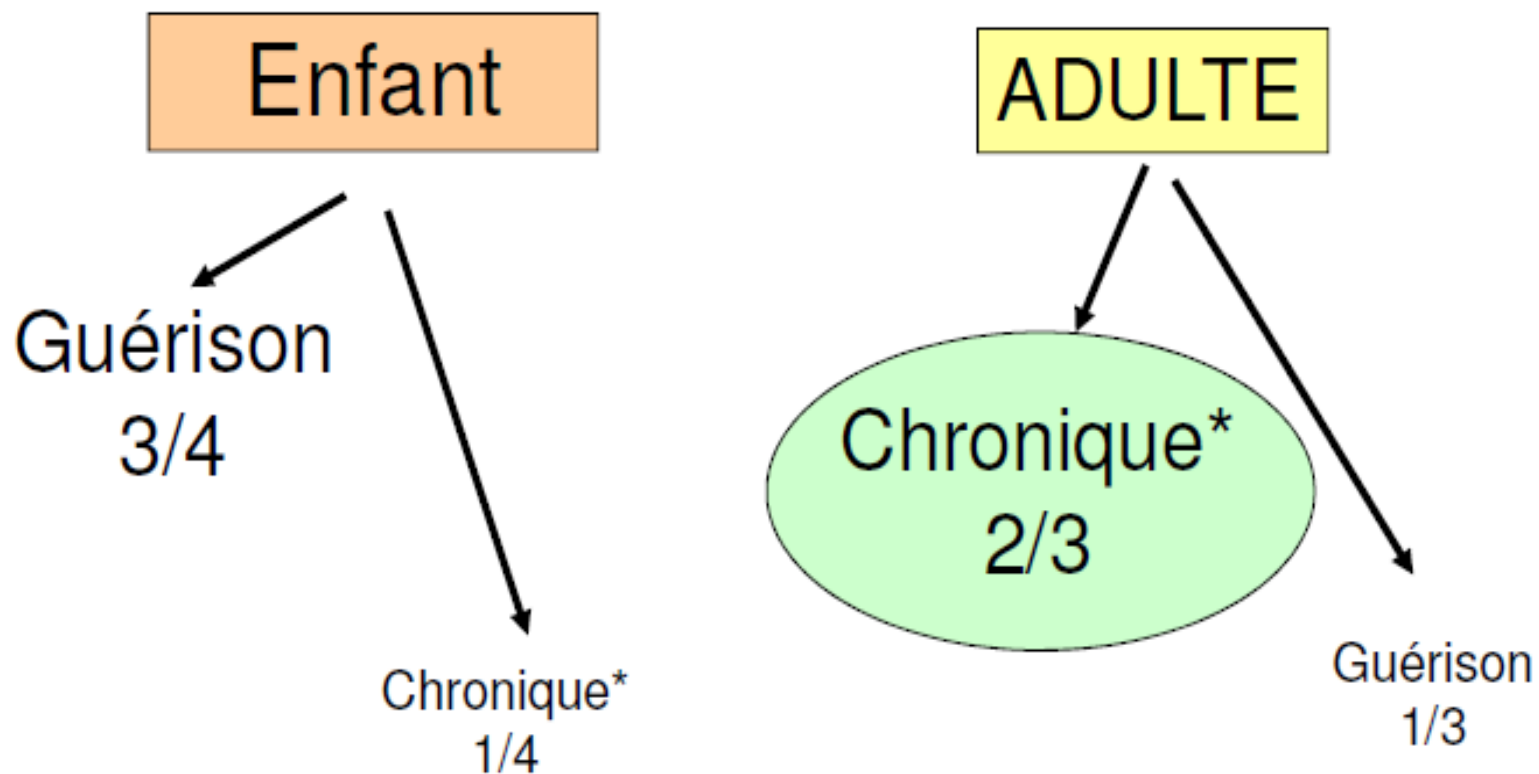 Enfant
Guérison
3/4
Chronique*
1/4
ADULTE
Chronique*
2/3
Guérison
1/3